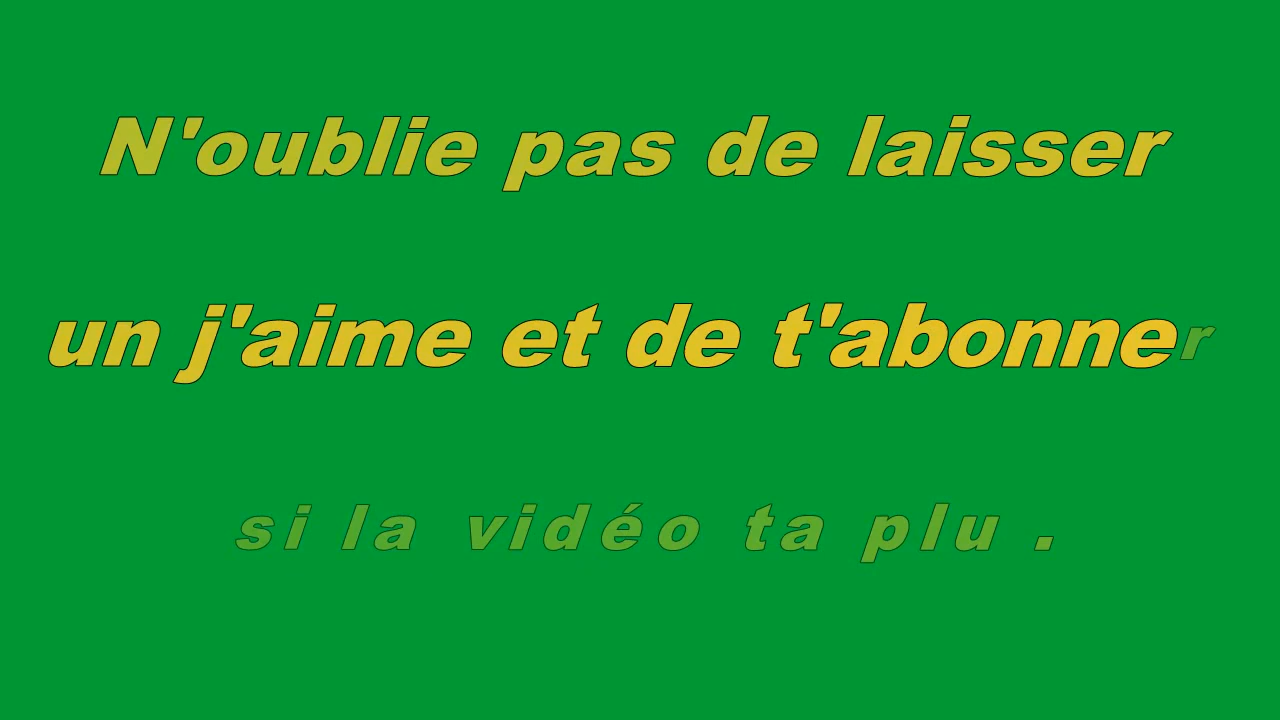 N'oublie pas de laisser
un j'aime et de t'abonner
si la vidéo ta plu .